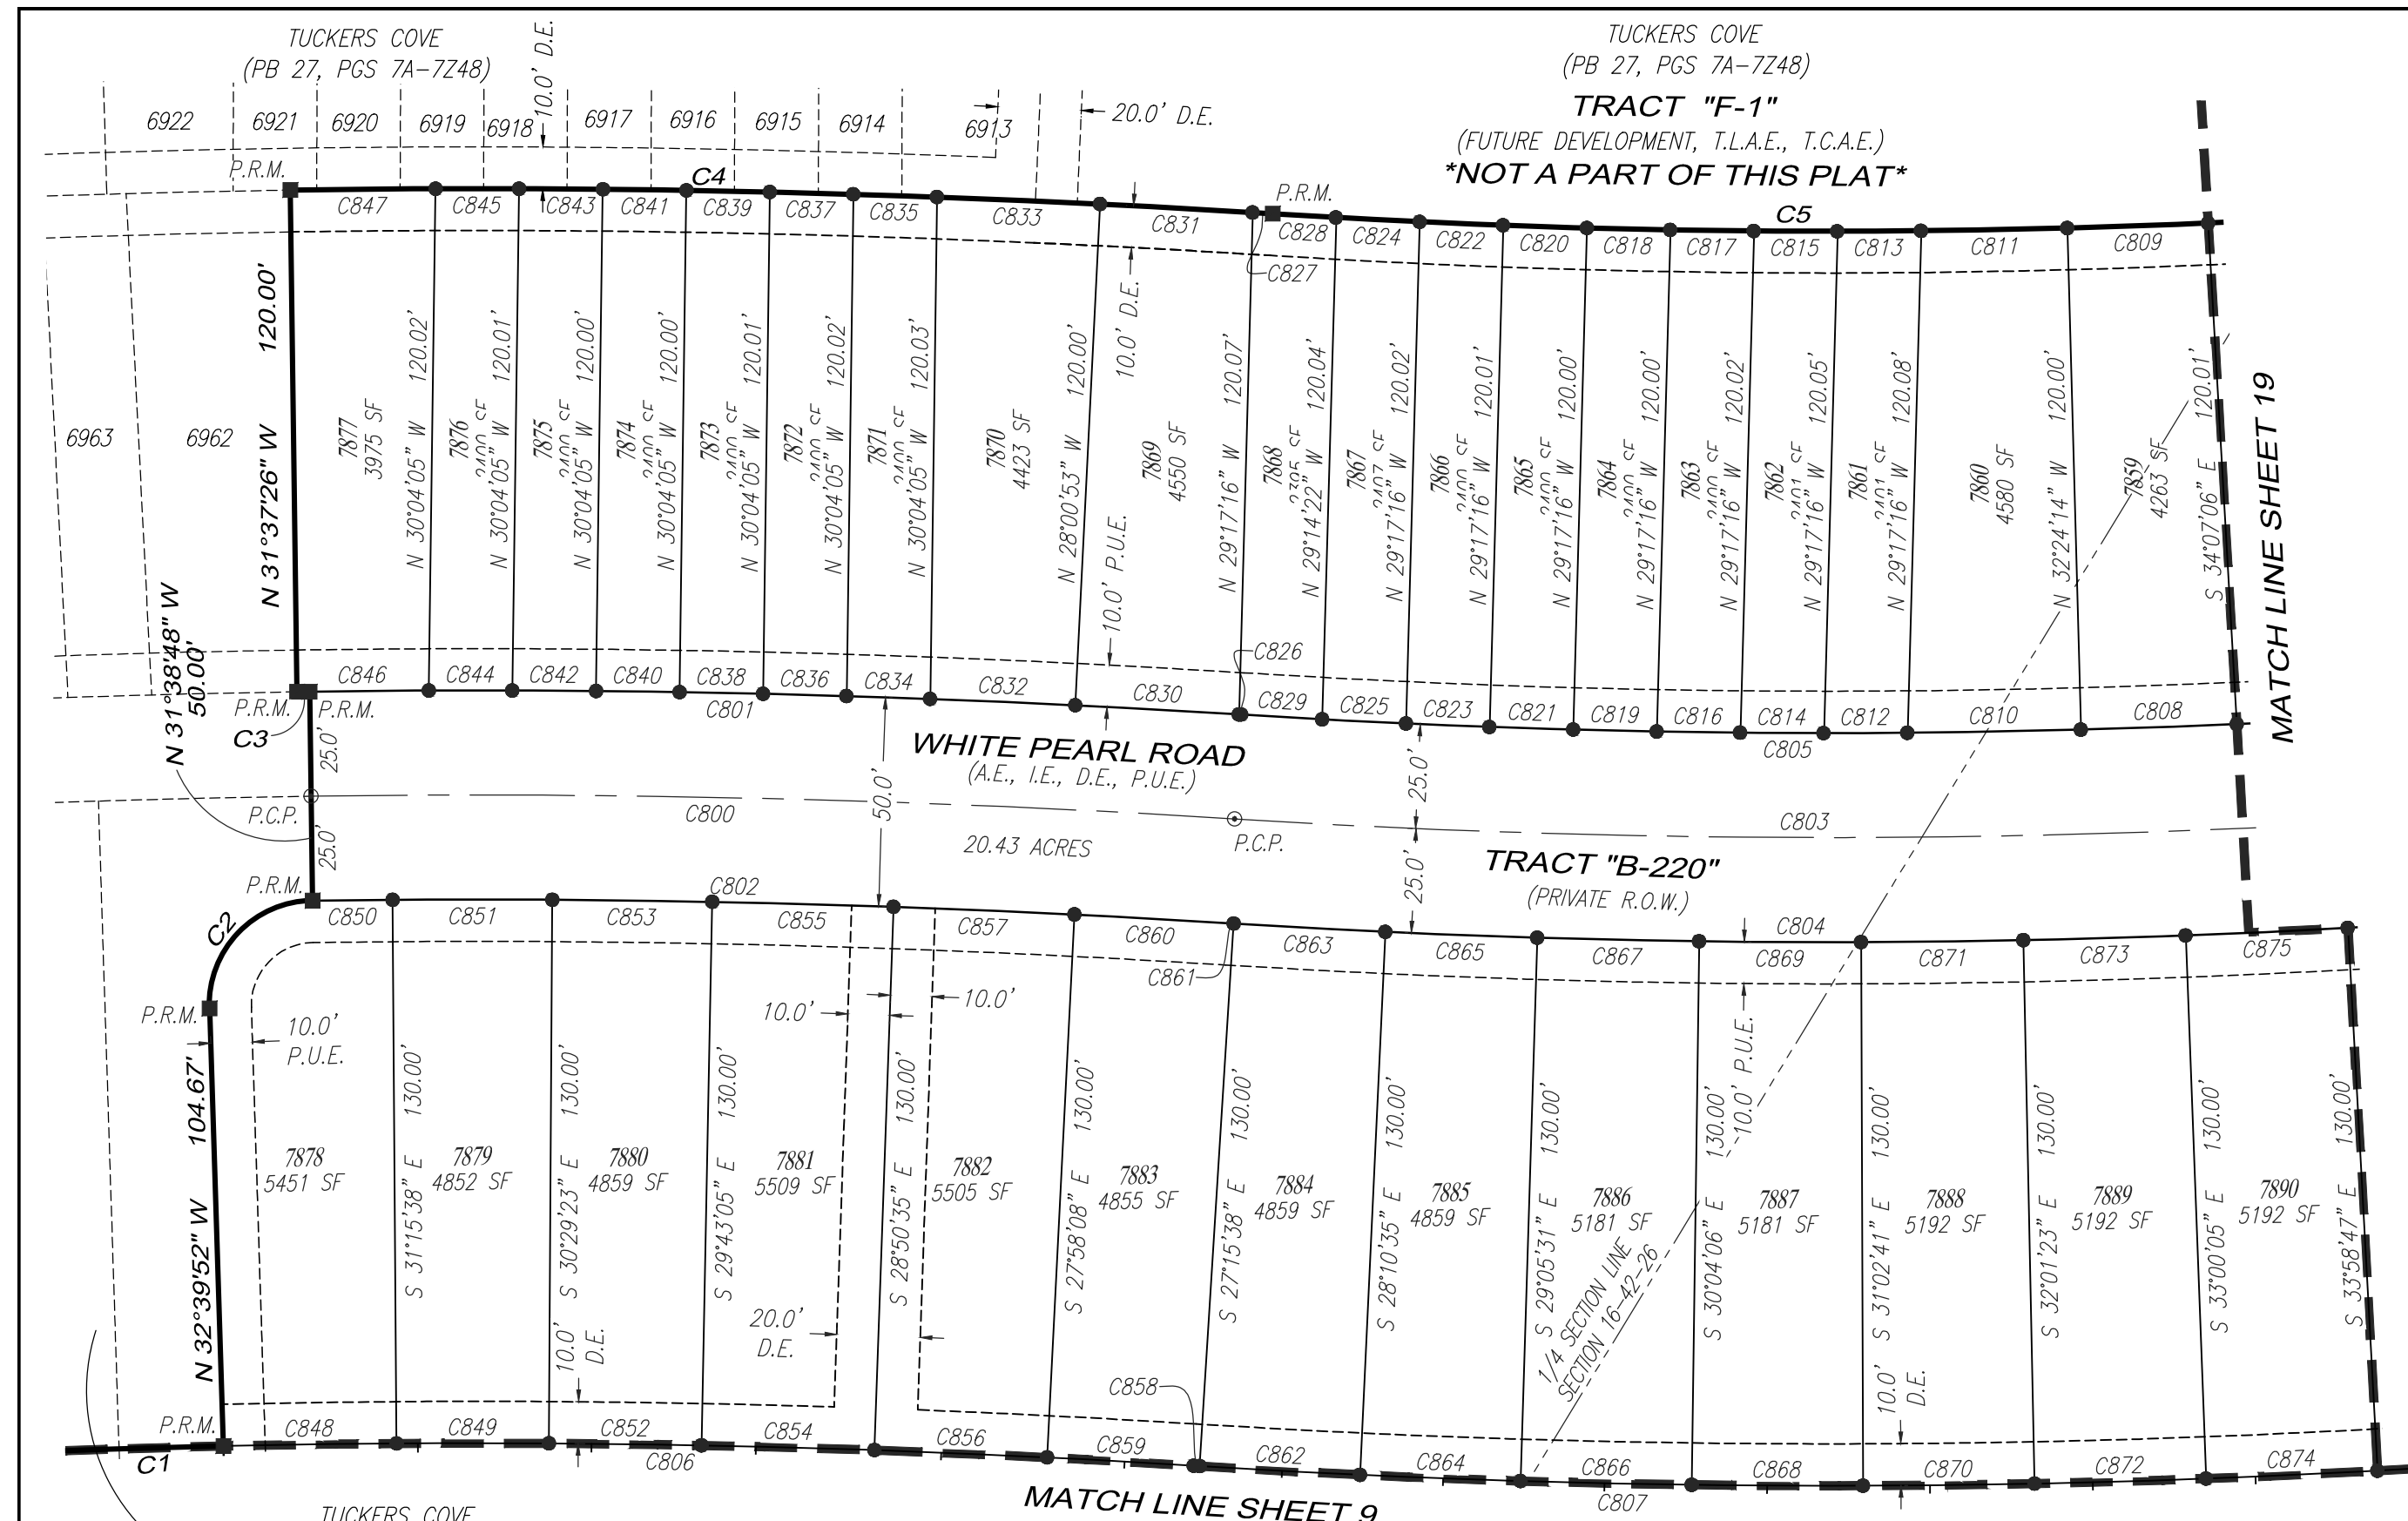 TUCKERS COVE
(PB 27, PGS 7A-7Z48)
10.0' D.E.
TUCKERS COVE
(PB 27, PGS 7A-7Z48)
TRACT "F-1"
(FUTURE DEVELOPMENT, T.L.A.E., T.C.A.E.)
*NOT A PART OF THIS PLAT*
6922
6921
6920
6919
6918
6917
6916
6915
6914
6913
20.0' D.E.
P.R.M.
C4
P.R.M.
C5
C847
C845
C843
C841
C839
C837
C835
C833
C831
C828
C827
C824
C822
C820
C818
C817
C815
C813
C811
C809
6963
6962
N 31°37'26" W 120.00'
7877
3975 SF
N 30°04'05" W 120.02'
7876
N 30°04'05" W 120.01'
7875
N 30°04'05" W 120.00'
7874
N 30°04'05" W 120.00'
7873
N 30°04'05" W 120.01'
7872
N 30°04'05" W 120.02'
7871
N 30°04'05" W 120.03'
7870
4423 SF
N 28°00'53" W 120.00'
10.0' D.E.
10.0' P.U.E.
7869
4550 SF
N 29°17'16" W 120.07'
7868
N 29°14'22" W 120.04'
7867
N 29°17'16" W 120.02'
7866
N 29°17'16" W 120.01'
7865
N 29°17'16" W 120.00'
7864
N 29°17'16" W 120.00'
7863
N 29°17'16" W 120.02'
7862
N 29°17'16" W 120.05'
7861
N 29°17'16" W 120.08'
7860
4580 SF
N 32°24'14" W 120.00'
7859
4263 SF
S 34°07'06" E 120.01'
MATCH LINE SHEET 19
N 31°38'48" W
50.00'
C846
C844
C842
C840
C838
C836
C834
C832
C830
C826
C829
C825
C823
C821
C819
C816
C814
C812
C810
C808
P.R.M.
P.R.M.
C3
C801
C805
25.0'
WHITE PEARL ROAD
(A.E., I.E., D.E., P.U.E.)
50.0'
25.0'
P.C.P.
C800
C803
25.0'
20.43 ACRES
P.C.P.
25.0'
TRACT "B-220"
(PRIVATE R.O.W.)
P.R.M.
C2
C802
C804
C850
C851
C853
C855
C857
C860
C861
C863
C865
C867
C869
C871
C873
C875
P.R.M.
10.0'
P.U.E.
10.0'
10.0'
10.0' P.U.E.
N 32°39'52" W 104.67'
7878
5451 SF
S 31°15'38" E 130.00'
7879
4852 SF
S 30°29'23" E 130.00'
7880
4859 SF
S 29°43'05" E 130.00'
7881
5509 SF
S 28°50'35" E 130.00'
7882
5505 SF
S 27°58'08" E 130.00'
7883
4855 SF
S 27°15'38" E 130.00'
7884
4859 SF
S 28°10'35" E 130.00'
7885
4859 SF
S 29°05'31" E 130.00'
7886
5181 SF
S 30°04'06" E 130.00'
7887
5181 SF
S 31°02'41" E 130.00'
7888
5192 SF
S 32°01'23" E 130.00'
7889
5192 SF
S 33°00'05" E 130.00'
7890
5192 SF
S 33°58'47" E 130.00'
1/4 SECTION LINE
SECTION 16-42-26
20.0'
D.E.
10.0'
D.E.
10.0'
D.E.
P.R.M.
C1
C848
C849
C852
C854
C856
C858
C859
C862
C864
C866
C868
C870
C872
C874
C806
C807
MATCH LINE SHEET 9
TUCKERS COVE